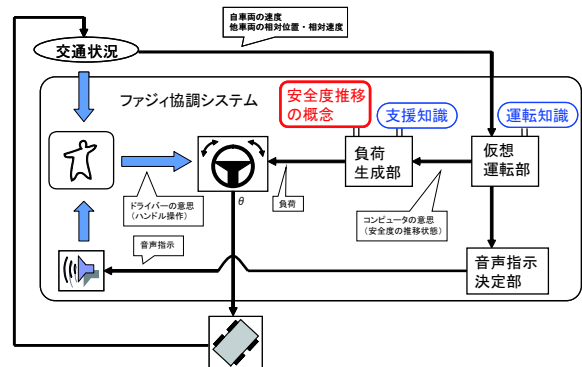 自車両の速度
他車両の相対位置・相対速度
交通状況
ファジィ協調システム
安全度推移
の概念
支援知識
運転知識
負荷
生成部
仮想
運転部
θ
ドライバーの意思
(ハンドル操作)
負荷
コンピュータの意思
(安全度の推移状態)
音声指示
音声指示
決定部